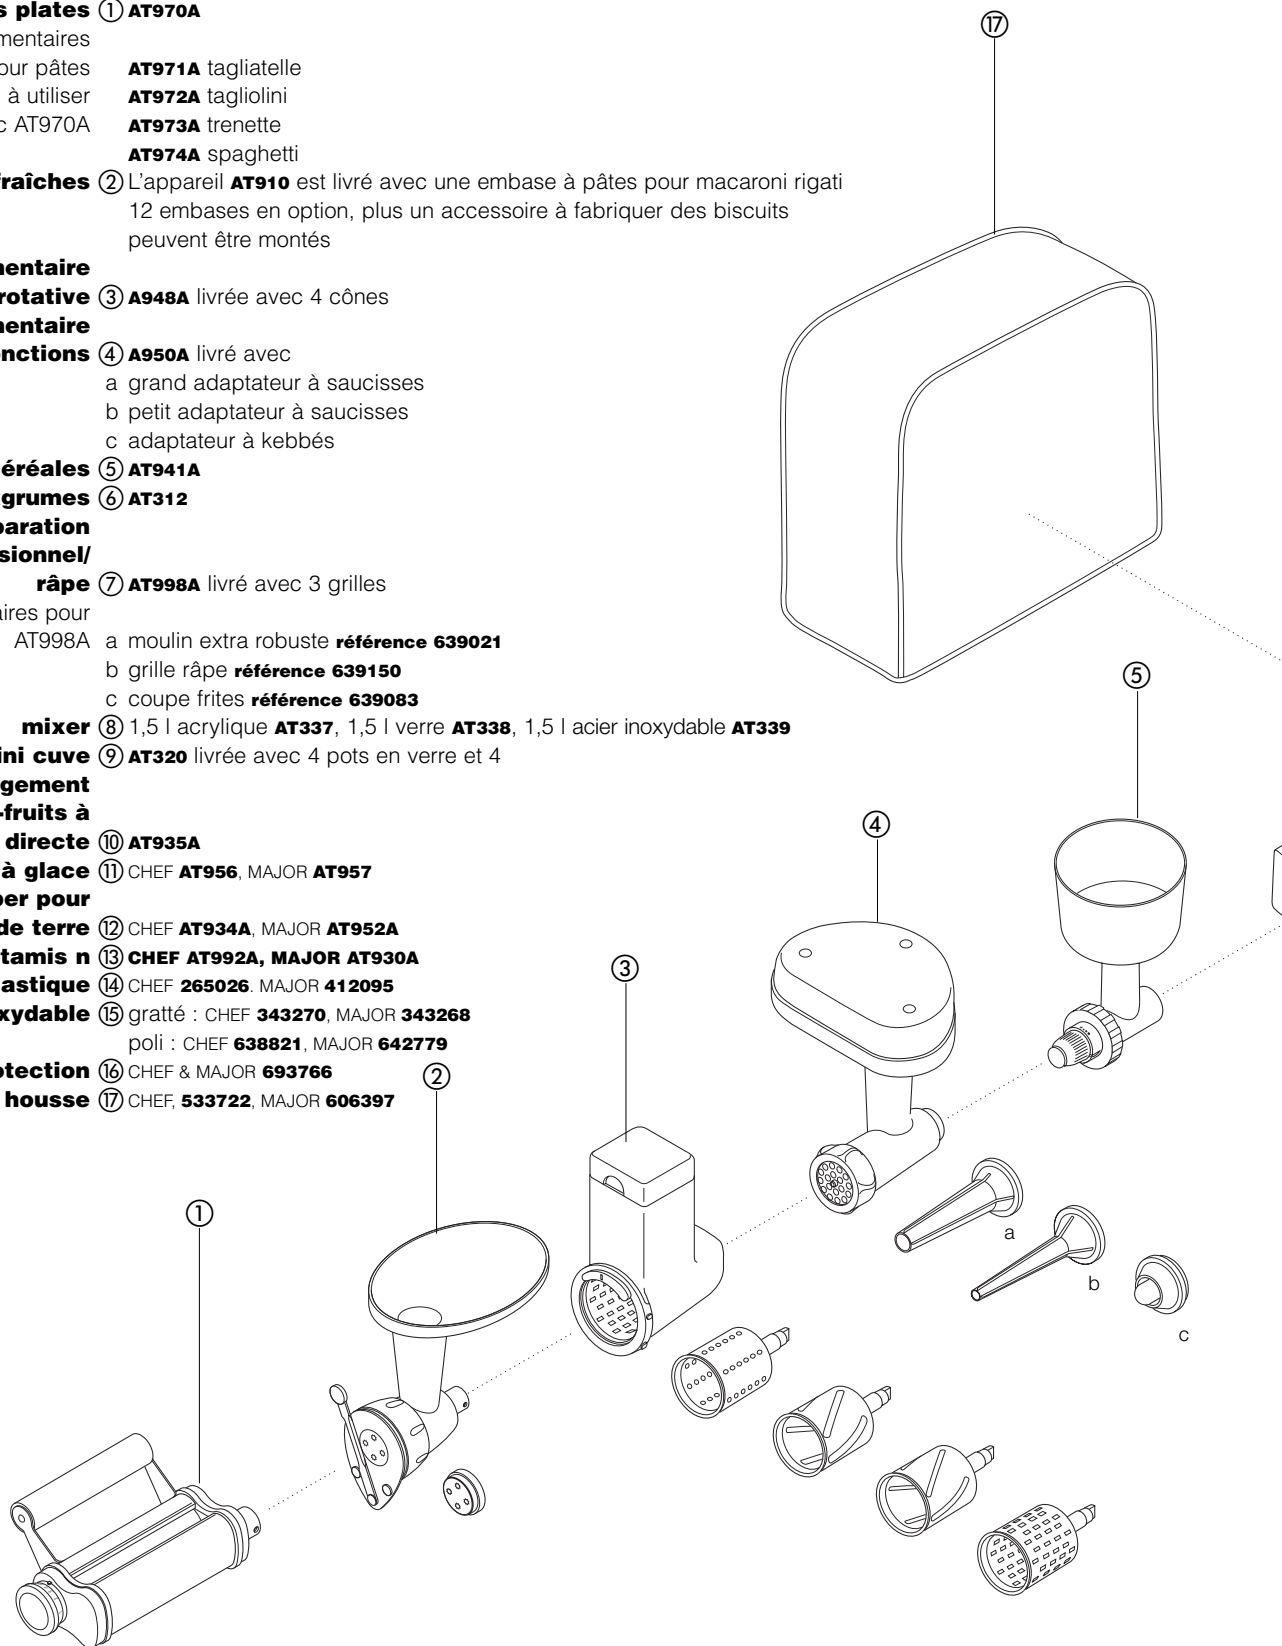 s plates ① AT970A
mentaires
our pâtes AT971A tagliatelle
à utiliser AT972A tagliolini
c AT970A AT973A trenette
AT974A spaghetti
fraîches ② L'appareil AT910 est livré avec une embase à pâtes pour macaroni rigati
12 embases en option, plus un accessoire à fabriquer des biscuits
peuvent être montés
mentaire
rotative ③ A948A livrée avec 4 cônes
mentaire
nctions ④ A950A livré avec
a grand adaptateur à saucisses
b petit adaptateur à saucisses
c adaptateur à kebbés
éréales ⑤ AT941A
grumes ⑥ AT312
paration
sionnel/
râpe ⑦ AT998A livré avec 3 grilles
aires pour
AT998A a moulin extra robuste référence 639021
b grille râpe référence 639150
c coupe frites référence 639083
mixer ⑧ 1,5 l acrylique AT337, 1,5 l verre AT338, 1,5 l acier inoxydable AT339
ini cuve ⑨ AT320 livrée avec 4 pots en verre et 4
gement
-fruits à
directe ⑩ AT935A
à glace ⑪ CHEF AT956, MAJOR AT957
per pour
de terre ⑫ CHEF AT934A, MAJOR AT952A
tamis n ⑬ CHEF AT992A, MAJOR AT930A
astique ⑭ CHEF 265026. MAJOR 412095
xydable ⑮ gratté : CHEF 343270, MAJOR 343268
poli : CHEF 638821, MAJOR 642779
otection ⑯ CHEF & MAJOR 693766
housse ⑰ CHEF, 533722, MAJOR 606397
⑰
⑤
④
③
②
①
a
b
c